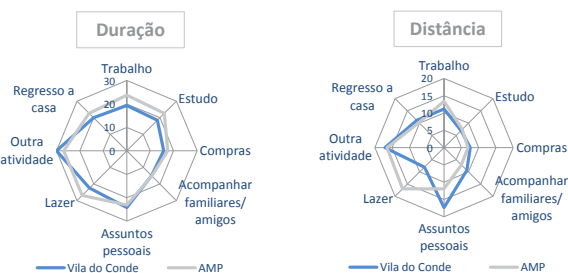 Duração
Trabalho
Estudo
Compras
Acompanhar
familiares/
amigos
Assuntos
pessoais
Lazer
Outra
atividade
Regresso a
casa
30
20
10
0
Vila do Conde
AMP
Distância
Trabalho
Estudo
Compras
Acompanhar
familiares/
amigos
Assuntos
pessoais
Lazer
Outra
atividade
Regresso a
casa
20
15
10
5
0
Vila do Conde
AMP